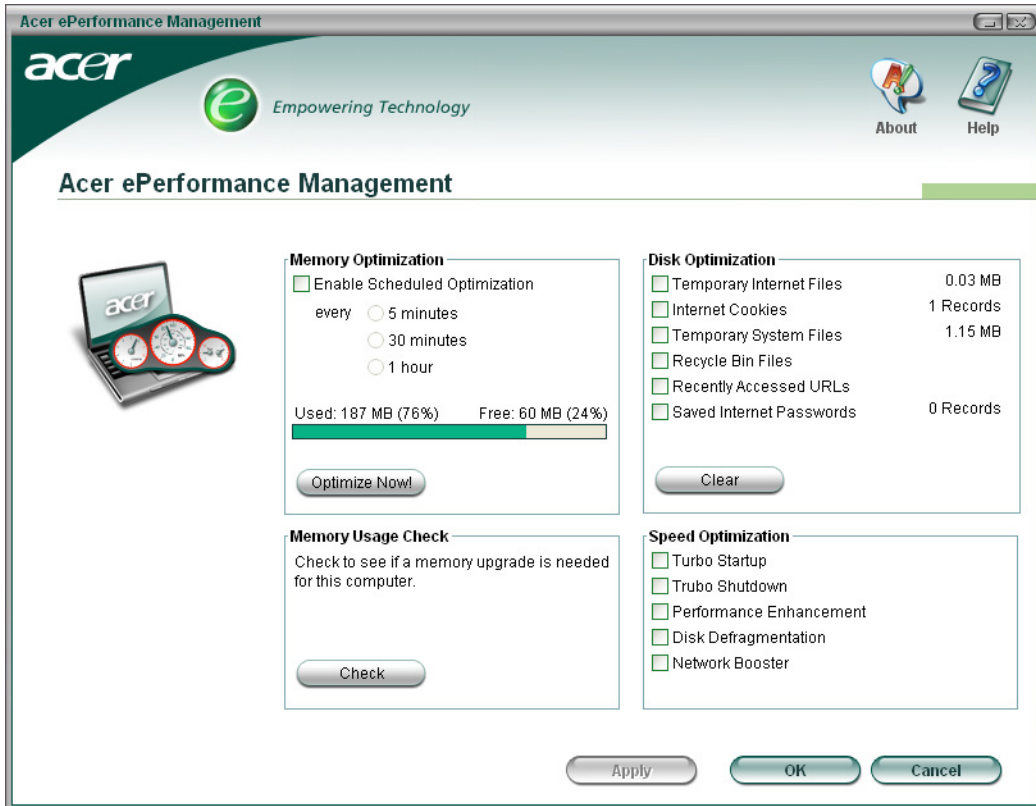 Acer ePerformance Management
acer
e Empowering Technology
About
Help
Acer ePerformance Management
acer
Memory Optimization
Enable Scheduled Optimization
every
5 minutes
30 minutes
1 hour
Used: 187 MB (76%) Free: 60 MB (24%)
Optimize Now!
Disk Optimization
Temporary Internet Files 0.03 MB
Internet Cookies 1 Records
Temporary System Files 1.15 MB
Recycle Bin Files
Recently Accessed URLs
Saved Internet Passwords 0 Records
Clear
Memory Usage Check
Check to see if a memory upgrade is needed
for this computer.
Check
Speed Optimization
Turbo Startup
Trubo Shutdown
Performance Enhancement
Disk Defragmentation
Network Booster
Apply
OK
Cancel